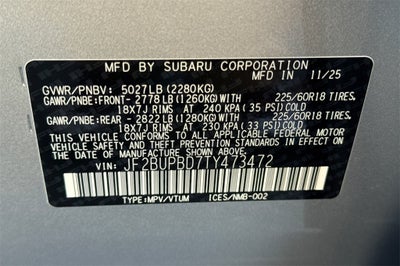 MFD BY SUBARU CORPORATION 11/25
GVWR/PNBV: 5027LB (2280KG)
GAWR/PNBE:FRONT- 2778 LB (1260KG)WITH 225/60R18 TIRES,
18X7J RIMS AT 240 KPA(35 PSI)COLD
GAWR/PNBE:REAR - 2822 LB (1280KG)WITH 225/60R18 TIRES,
18X7J RIMS AT 230 KPA(33 PSI)COLD
THIS VEHICLE CONFORMS TO ALL APPLICABLE
FEDERAL MOTOR VEHICLE SAFETY, BUMPER, AND
THEFT PREVENTION STANDARDS IN EFFECT ON
THE DATE OF MANUFACTURE SHOWN ABOVE.
VIN: JF2BUPBD7TY473472
TYPE:MPV/VTUM ICES/NMB-002